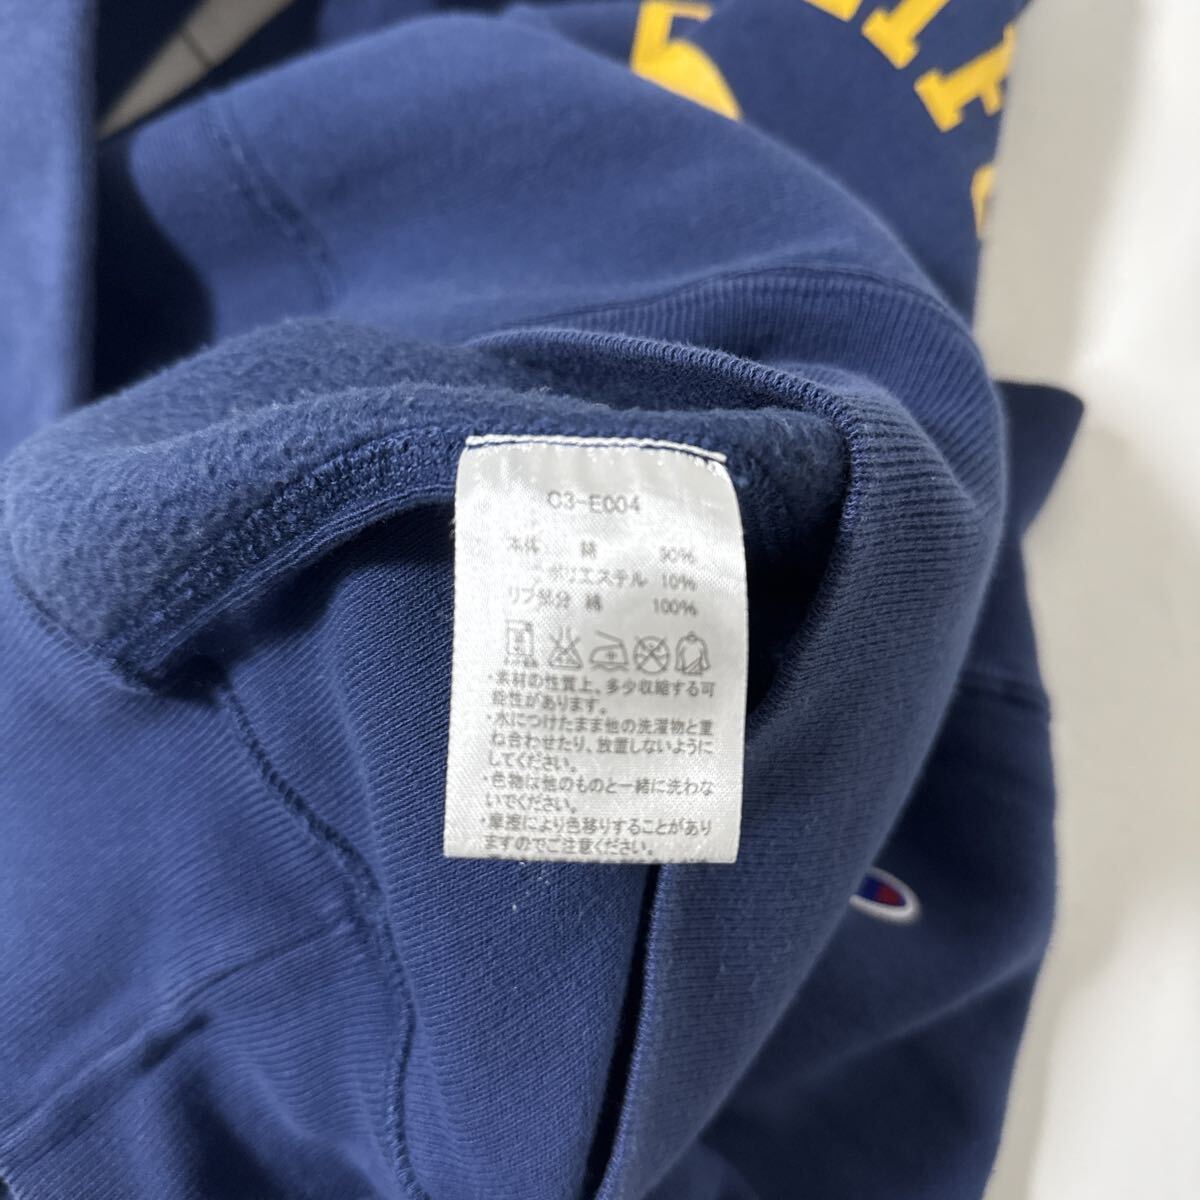 C3-E004
本体 綿 90%
ポリエステル 10%
リブ部分 綿 100%
・素材の性質上、多少収縮する可
能性があります。
・水につけたまま他の洗濯物と重
ね合わせたり、放置しないように
してください。
・色物は他のものと一緒に洗わな
いでください。
・摩擦により色移りすることがあり
ますのでご注意ください。